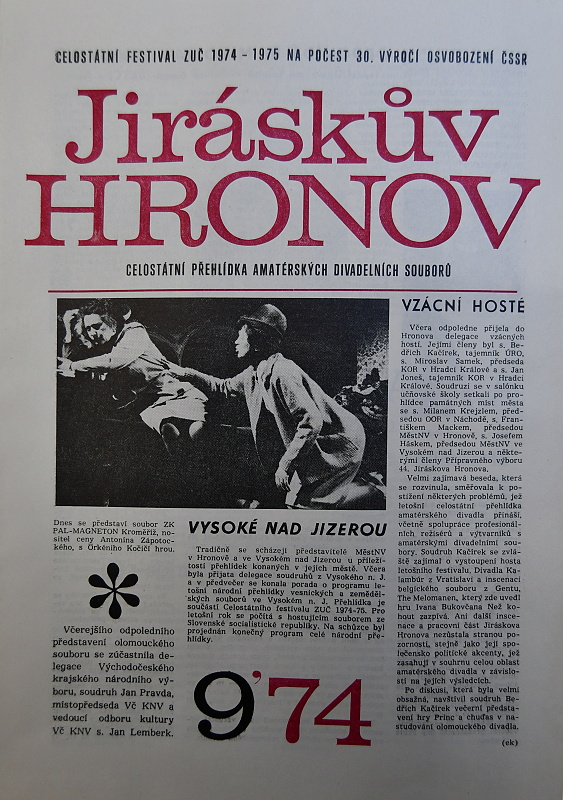 CELOSTÁTNÍ FESTIVAL ZUČ 1974 – 1975 NA POČEST 30. VÝROČÍ OSVOBOZENÍ ČSSR
Jiráskův
HRONOV
CELOSTÁTNÍ PŘEHLÍDKA AMATÉRSKÝCH DIVADELNÍCH SOUBORŮ
Dnes se představí soubor ZK
PAL-MAGNETON Kroměříž, no-
sitel ceny Antonína Zápotoc-
kého, s Örkéniho Kočičí hrou.
*
Včerejšího odpoledního
představení olomouckého
souboru se zúčastnila de-
legace Východočeského
krajského národního vý-
boru, soudruh Jan Pravda,
místopředseda Vč KNV a
vedoucí odboru kultury
Vč KNV s. Jan Lemberk.
VYSOKÉ NAD JIZEROU
Tradičně se scházejí představitelé MěstNV
v Hronově a ve Vysokém nad Jizerou u příleži-
tosti přehlídek konaných v jejich městě. Včera
byla přijata delegace soudruhů z Vysokého n. J.
a v předvečer se konala porada o programu le-
tošní národní přehlídky vesnických a zeměděl-
ských souborů ve Vysokém n. J. Přehlídka je
součástí Celostátního festivalu ZUČ 1974-75. Pro
letošní rok se počítá s hostujícím souborem ze
Slovenské socialistické republiky. Na schůzce byl
projednán konečný program celé národní pře-
hlídky.
9'74
VZÁCNÍ HOSTÉ
Včera odpoledne přijela do
Hronova delegace vzácných
hostí. Jejími členy byl s. Be-
dřich Kačírek, tajemník ÚRO,
s. Miroslav Samek, předseda
KOR v Hradci Králové a s. Jan
Joneš, tajemník KOR v Hradci
Králové. Soudruzi se v salónku
učňovské školy setkali po pro-
hlídce památných míst města
se s. Milanem Krejzlem, před-
sedou OOR v Náchodě, s. Fran-
tiškem Mackem, předsedou
MěstNV v Hronově, s. Josefem
Háskem, předsedou MěstNV ve
Vysokém nad Jizerou a někte-
rými členy Přípravného výboru
44. Jiráskova Hronova.
Velmi zajímavá beseda, která
se rozvinula, směřovala k po-
stižení některých problémů, jež
letošní celostátní přehlídka
amatérského divadla přináší,
včetně spolupráce profesionál-
ních režisérů a výtvarníků s
amatérskými divadelními sou-
bory. Soudruh Kačírek se zvláš-
tě zajímal o vystoupení hosta
letošního festivalu, Divadla Ka-
lambúr z Vratislavi a inscenaci
belgického souboru z Gentu,
The Melomanen, který zde uvedl
hru Ivana Bukovčana Než ko-
hout zazpívá. Ani další insce-
nace a pracovní část Jiráskova
Hronova nezůstala stranou po-
zornosti, stejně jako její spo-
lečensko politické akcenty, jež
zasahují v souhrnu celou oblast
amatérského divadla v závislo-
sti na jejích výsledcích.
Po diskusi, která byla velmi
obsažná, navštívil soudruh Be-
dřich Kačírek večerní předsta-
vení hry Princ a chuďas v na-
studování olomouckého divadla.
(ek)